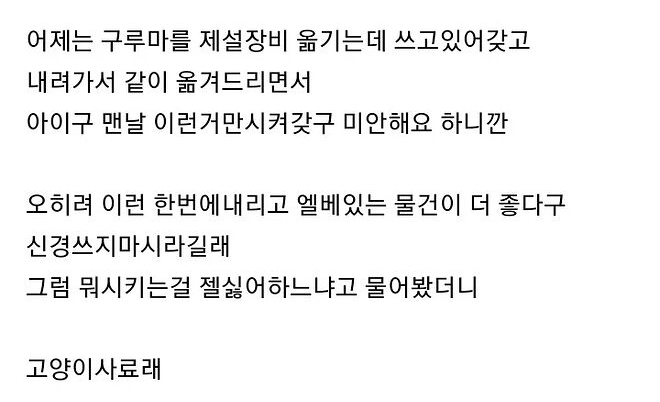 어제는 구루마를 제설장비 옮기는데 쓰고있어갖고
내려가서 같이 옮겨드리면서
아이구 맨날 이런거만시켜갖구 미안해요 하니깐
오히려 이런 한번에내리고 엘베있는 물건이 더 좋다구
신경쓰지마시라길래
그럼 뭐시키는걸 젤싫어하느냐고 물어봤더니
고양이사료래